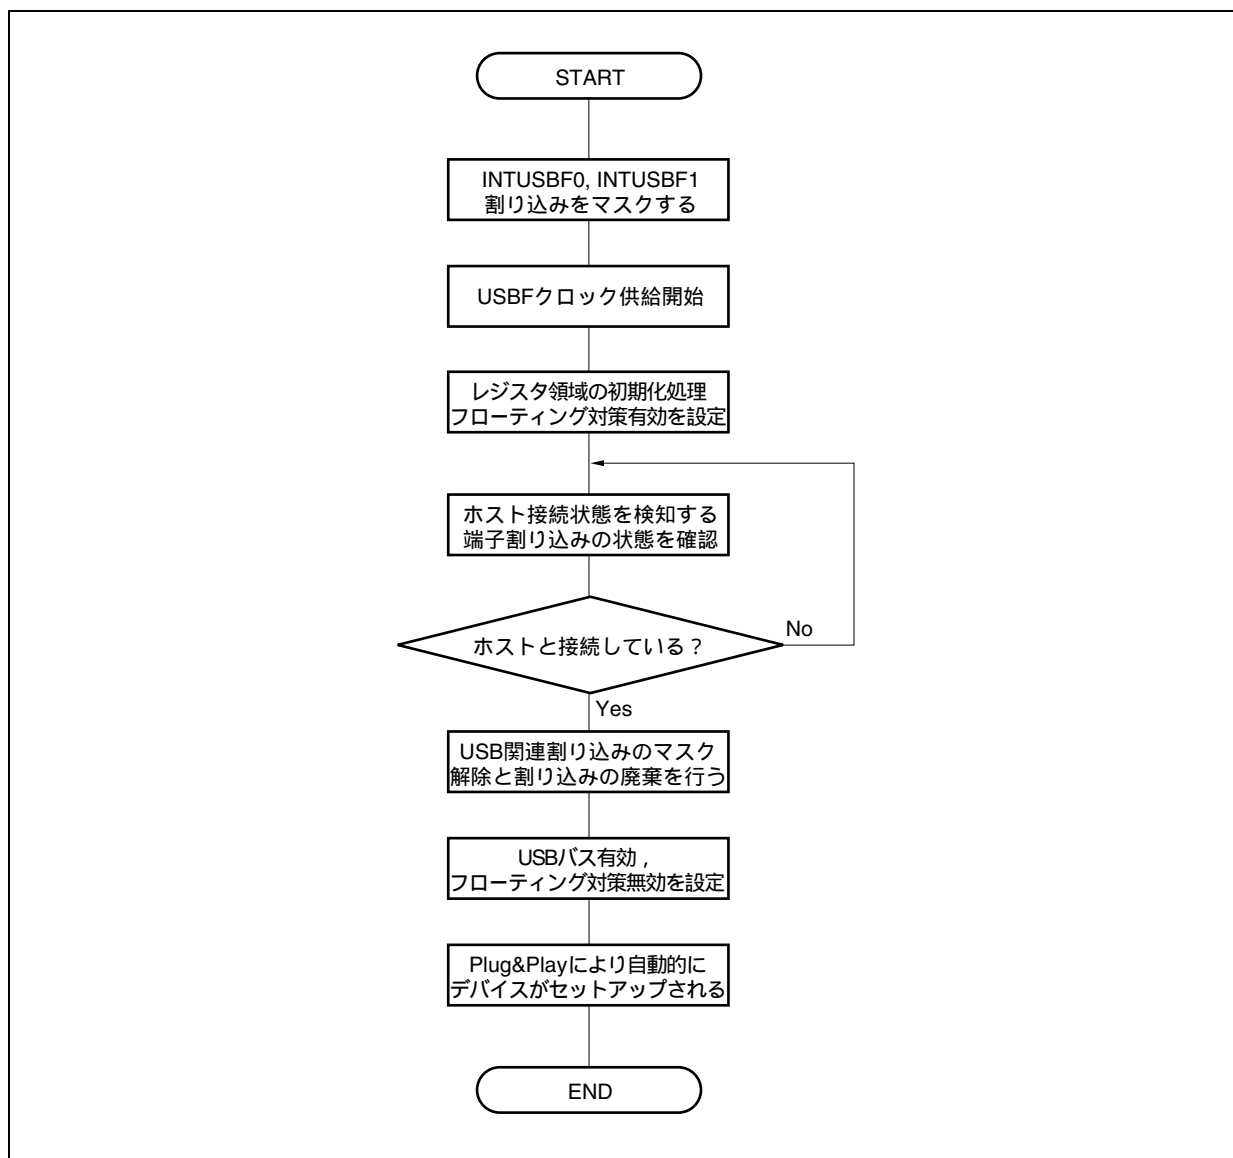 START
INTUSBF0, INTUSBF1
割り込みをマスクする
USBFクロック供給開始
レジスタ領域の初期化処理
フローティング対策有効を設定
ホスト接続状態を検知する
端子割り込みの状態を確認
ホストと接続している？
No
Yes
USB関連割り込みのマスク
解除と割り込みの廃棄を行う
USBバス有効，
フローティング対策無効を設定
Plug&Playにより自動的に
デバイスがセットアップされる
END